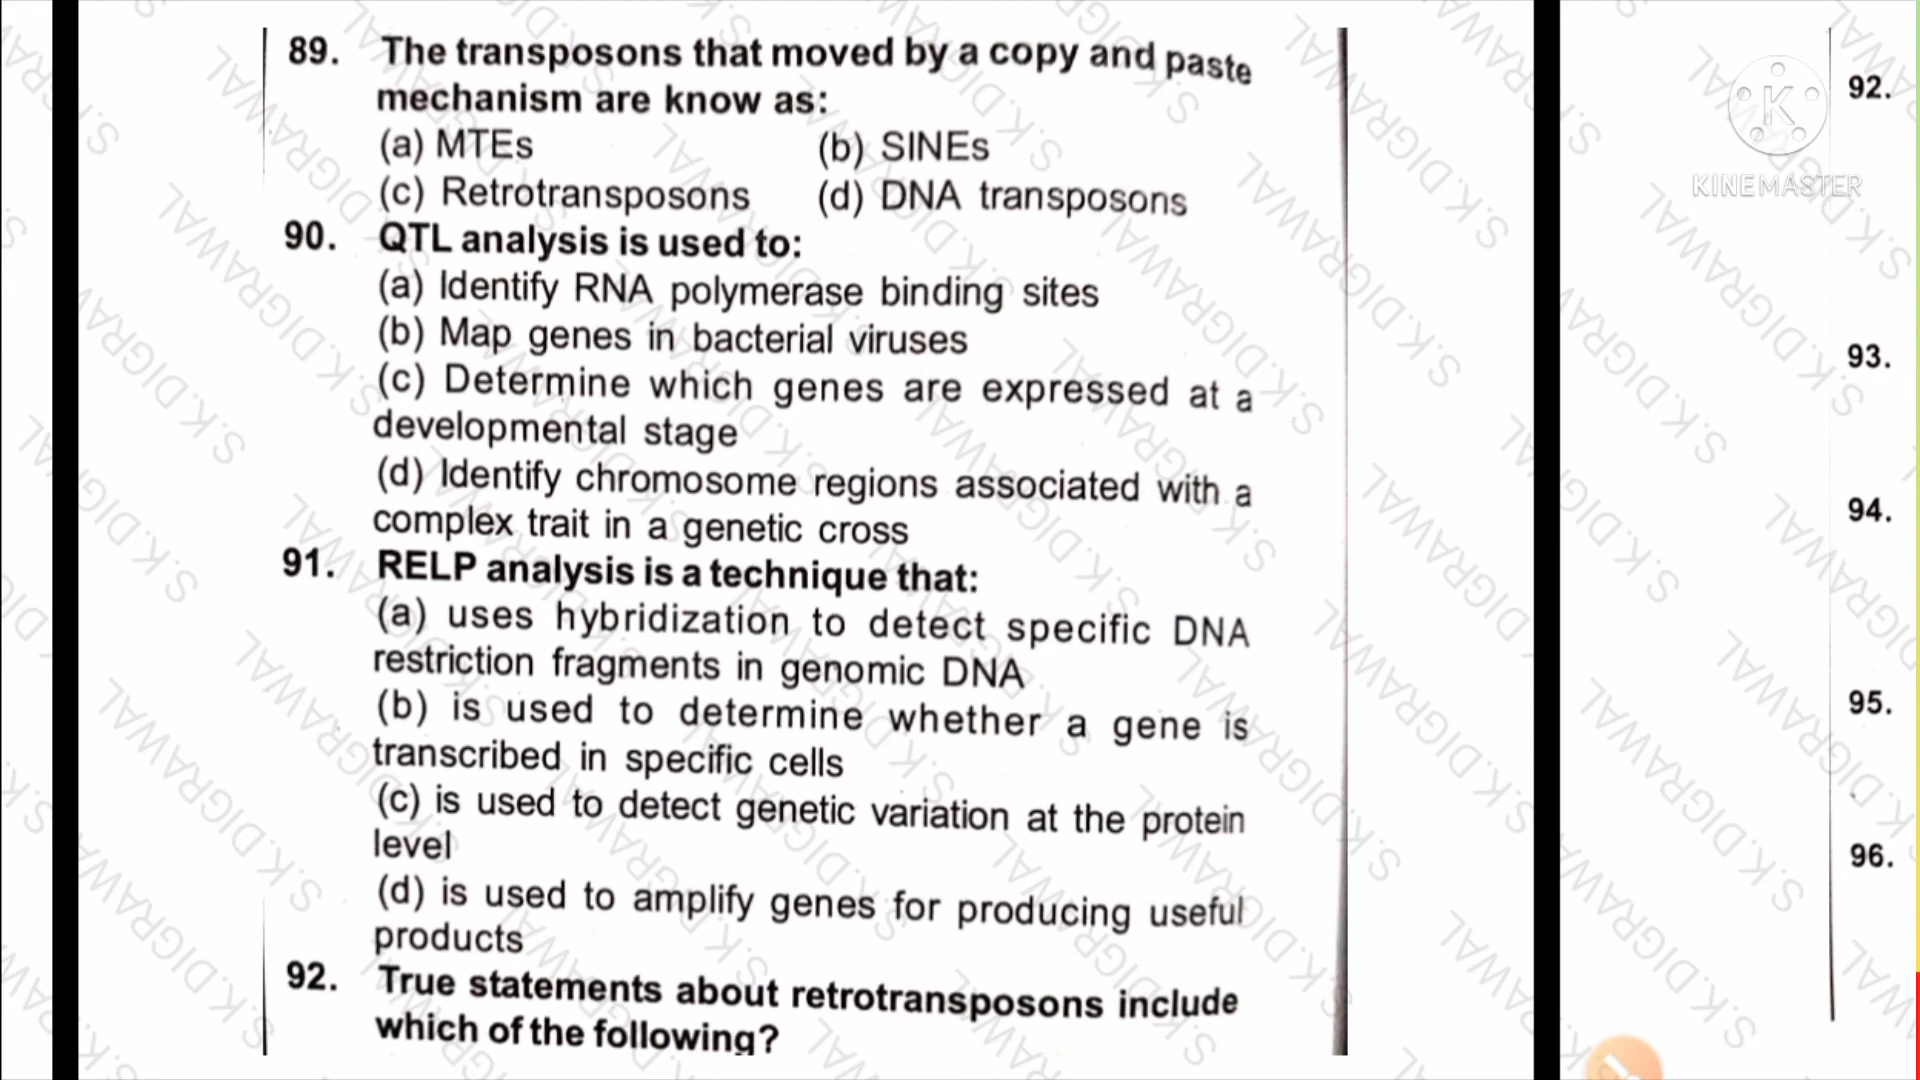 89. The transposons that moved by a copy and paste
mechanism are know as:
(a) MTEs (b) SINEs
(c) Retrotransposons (d) DNA transposons
90. QTL analysis is used to:
(a) Identify RNA polymerase binding sites
(b) Map genes in bacterial viruses
(c) Determine which genes are expressed at a
developmental stage
(d) Identify chromosome regions associated with a
complex trait in a genetic cross
91. RELP analysis is a technique that:
(a) uses hybridization to detect specific DNA
restriction fragments in genomic DNA
(b) is used to determine whether a gene is
transcribed in specific cells
(c) is used to detect genetic variation at the protein
level
(d) is used to amplify genes for producing useful
products
92. True statements about retrotransposons include
which of the following?
92.
93.
94.
95.
96.
K
KINEMASTER
S.K.DIGRAWAL